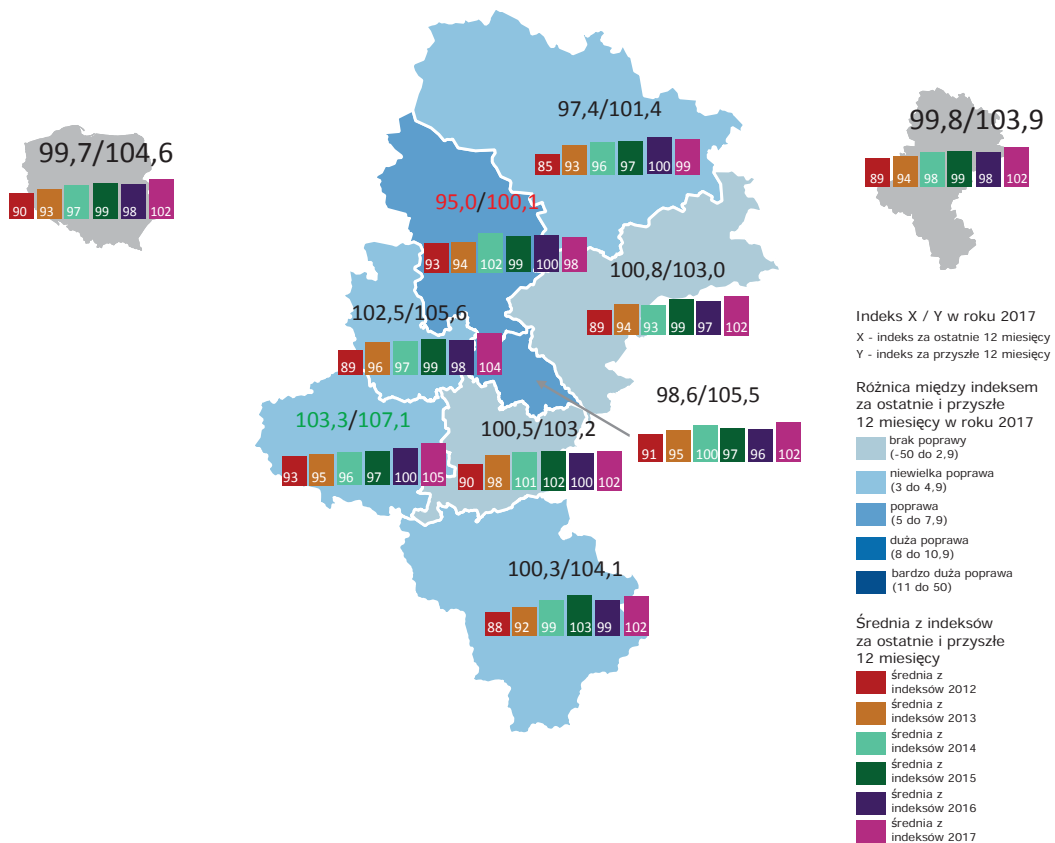 99,7/104,6
90 93 97 99 98 102
97,4/101,4
85 93 96 97 100 99
99,8/103,9
89 94 98 99 98 102
95,0/100,1
93 94 102 99 100 98
100,8/103,0
89 94 93 99 97 102
102,5/105,6
89 96 97 99 98 104
98,6/105,5
91 95 100 97 96 102
103,3/107,1
93 95 96 97 100 105
100,5/103,2
90 98 101 102 100 102
100,3/104,1
88 92 99 103 99 102
Indeks X / Y w roku 2017
X - indeks za ostatnie 12 miesięcy
Y - indeks za przyszłe 12 miesięcy
Różnica między indeksem
za ostatnie i przyszłe
12 miesięcy w roku 2017
brak poprawy
(-50 do 2,9)
niewielka poprawa
(3 do 4,9)
poprawa
(5 do 7,9)
duża poprawa
(8 do 10,9)
bardzo duża poprawa
(11 do 50)
Średnia z indeksów
za ostatnie i przyszłe
12 miesięcy
średnia z
indeksów 2012
średnia z
indeksów 2013
średnia z
indeksów 2014
średnia z
indeksów 2015
średnia z
indeksów 2016
średnia z
indeksów 2017